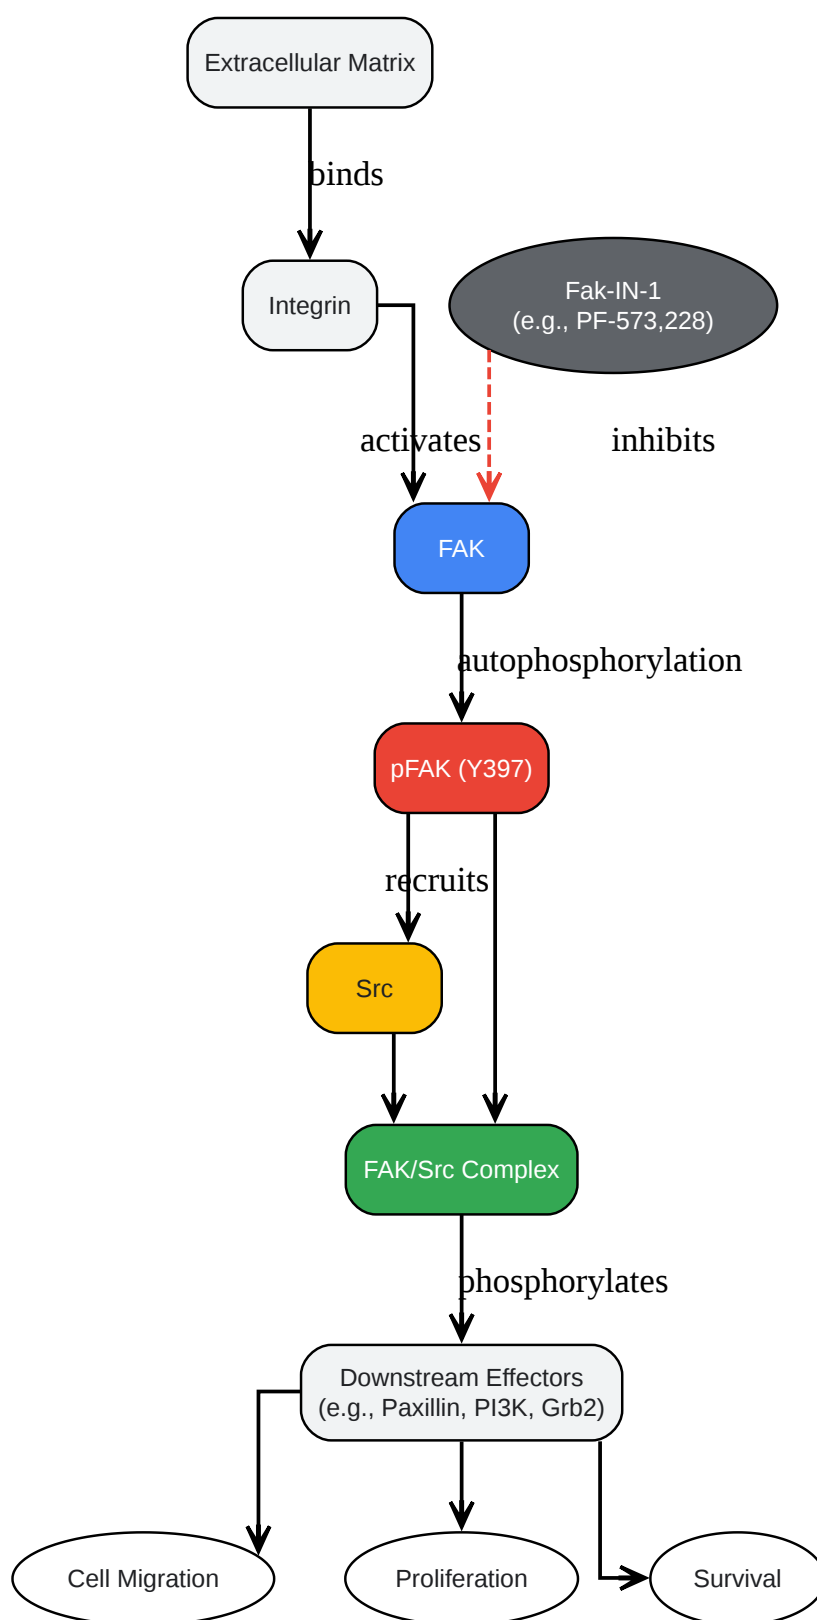 Extracellular Matrix
binds
Integrin
Fak-IN-1
(e.g., PF-573,228)
activates
inhibits
FAK
autophosphorylation
pFAK (Y397)
recruits
Src
FAK/Src Complex
phosphorylates
Downstream Effectors
(e.g., Paxillin, PI3K, Grb2)
Cell Migration
Proliferation
Survival